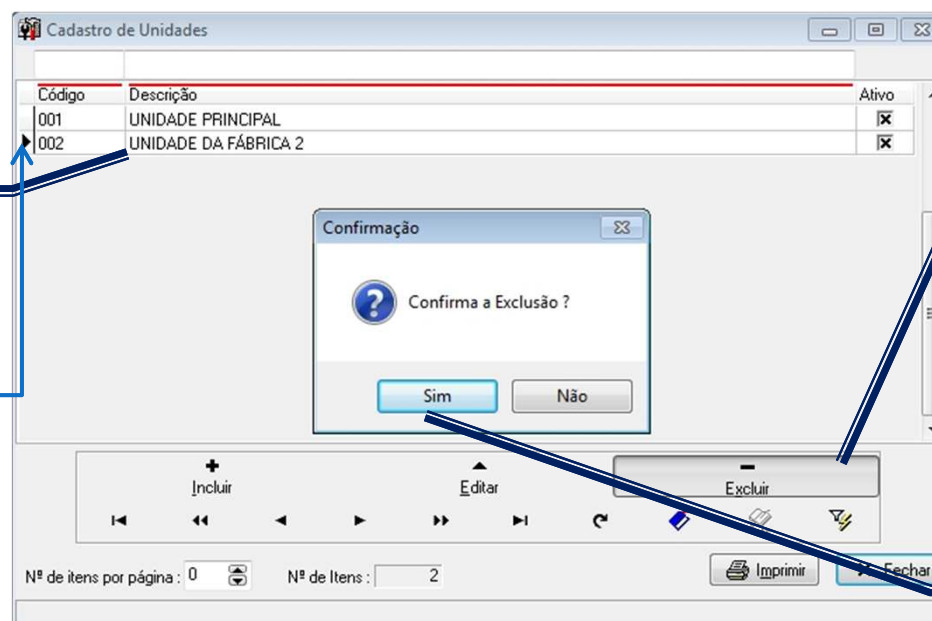 Cadastro de Unidades
Código Descrição Ativo
001 UNIDADE PRINCIPAL
002 UNIDADE DA FÁBRICA 2
Confirmação
Confirma a Exclusão ?
Sim Não
Incluir Editar Excluir
Nº de itens por página : 0 Nº de Itens : 2 Imprimir Fechar